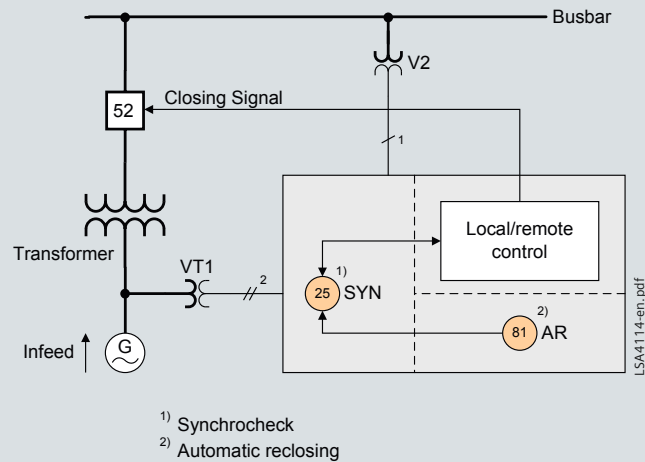 Busbar
V2
52
Closing Signal
1
Local/remote
control
Transformer
VT1
2
1)
25 SYN
2)
81 AR
Infeed
G
LSA4114-en.pdf
1) Synchrocheck
2) Automatic reclosing